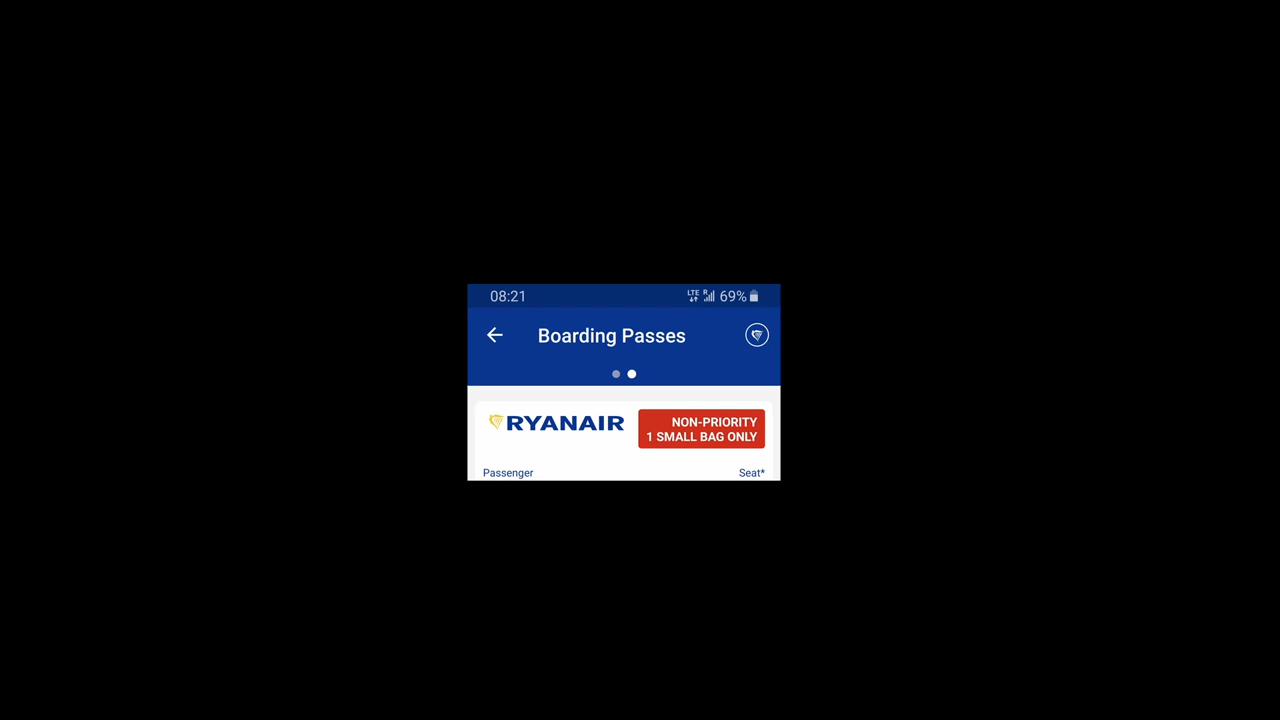 08:21 LTE R 69%
Boarding Passes
RYANAIR
NON-PRIORITY
1 SMALL BAG ONLY
Passenger Seat*